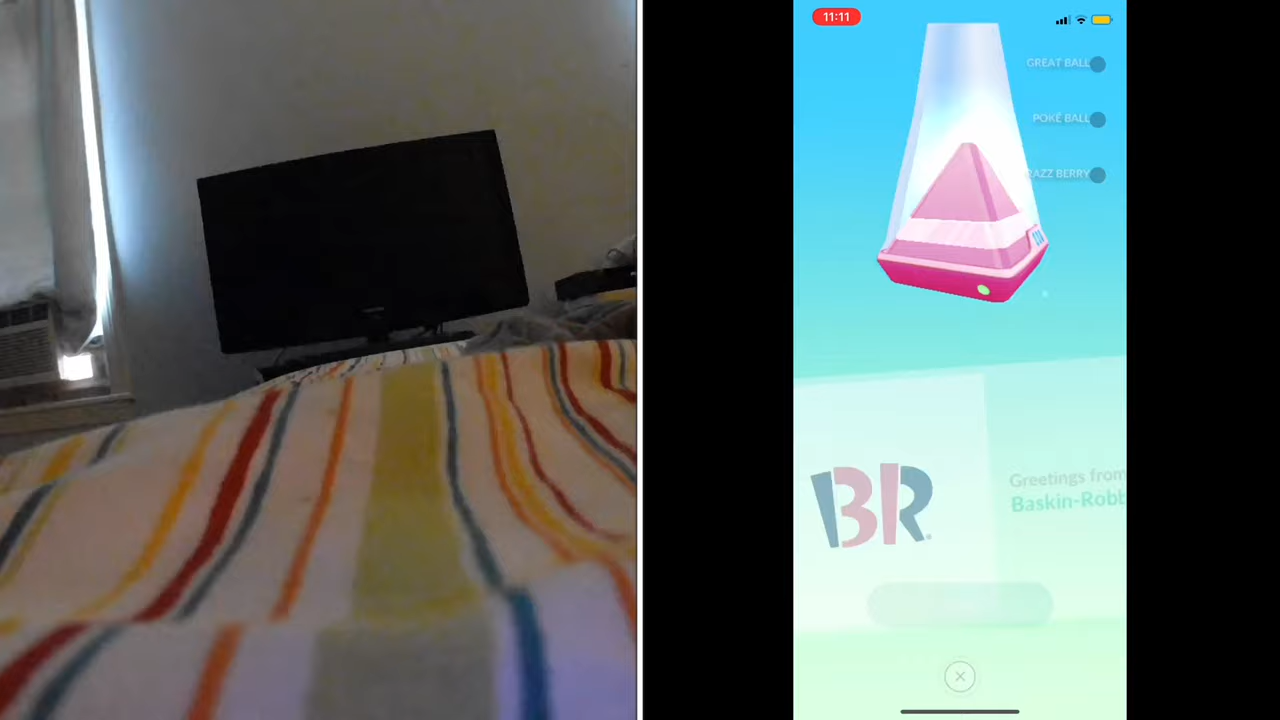 11:11
GREAT BALL
POKÉ BALL
RAZZ BERRY
BR
Greetings from
Baskin-Robb